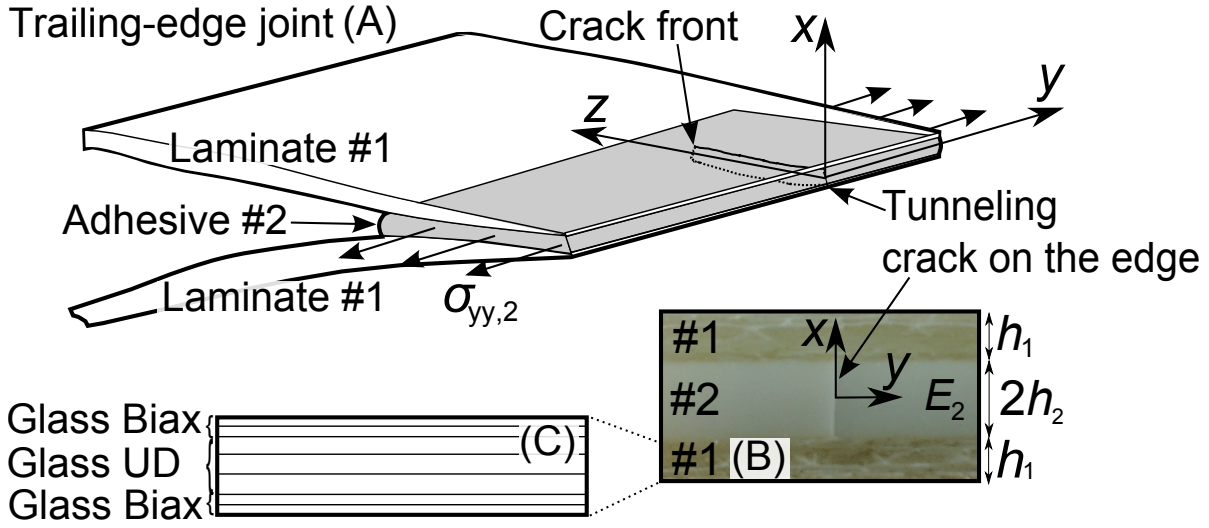 Trailing-edge joint (A)
Crack front
x
y
z
Laminate #1
Adhesive #2
Tunneling
crack on the edge
Laminate #1
σyy,2
#1
x
h1
y
#2
E2
2h2
#1 (B)
h1
Glass Biax
(C)
Glass UD
Glass Biax